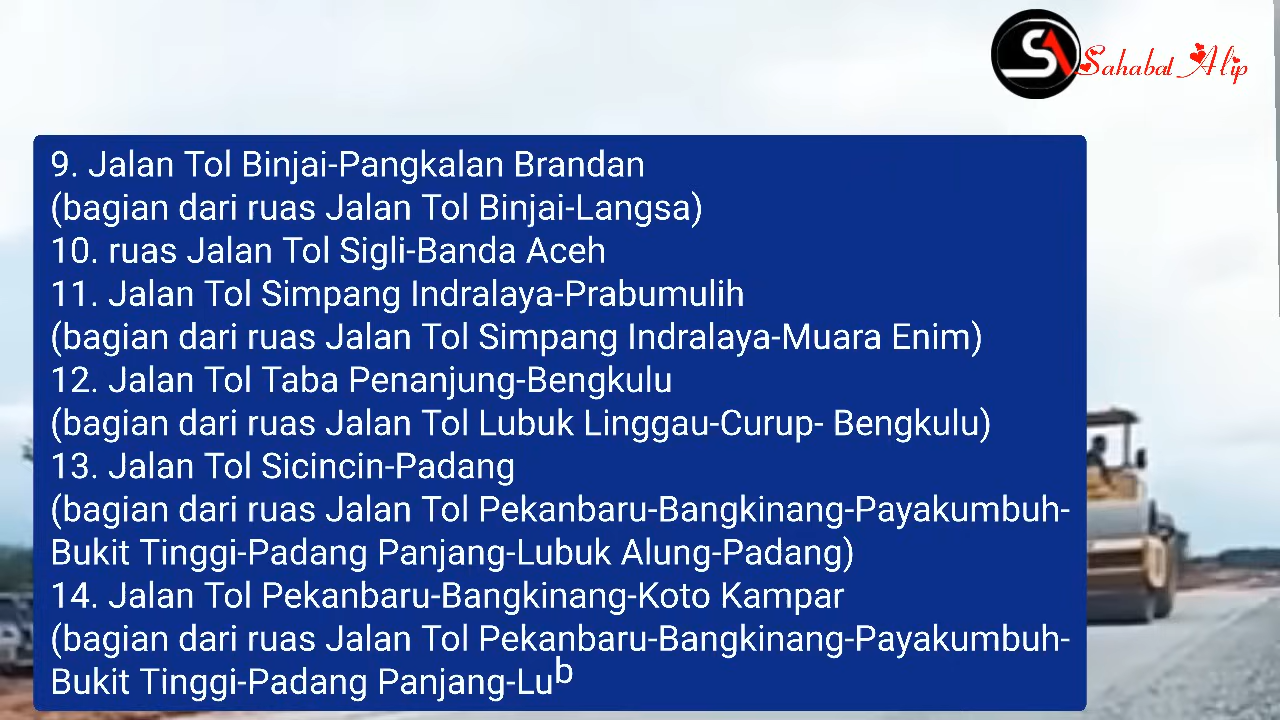 Sahabat Alip
9. Jalan Tol Binjai-Pangkalan Brandan
(bagian dari ruas Jalan Tol Binjai-Langsa)
10. ruas Jalan Tol Sigli-Banda Aceh
11. Jalan Tol Simpang Indralaya-Prabumulih
(bagian dari ruas Jalan Tol Simpang Indralaya-Muara Enim)
12. Jalan Tol Taba Penanjung-Bengkulu
(bagian dari ruas Jalan Tol Lubuk Linggau-Curup- Bengkulu)
13. Jalan Tol Sicincin-Padang
(bagian dari ruas Jalan Tol Pekanbaru-Bangkinang-Payakumbuh-
Bukit Tinggi-Padang Panjang-Lubuk Alung-Padang)
14. Jalan Tol Pekanbaru-Bangkinang-Koto Kampar
(bagian dari ruas Jalan Tol Pekanbaru-Bangkinang-Payakumbuh-
Bukit Tinggi-Padang Panjang-Lub